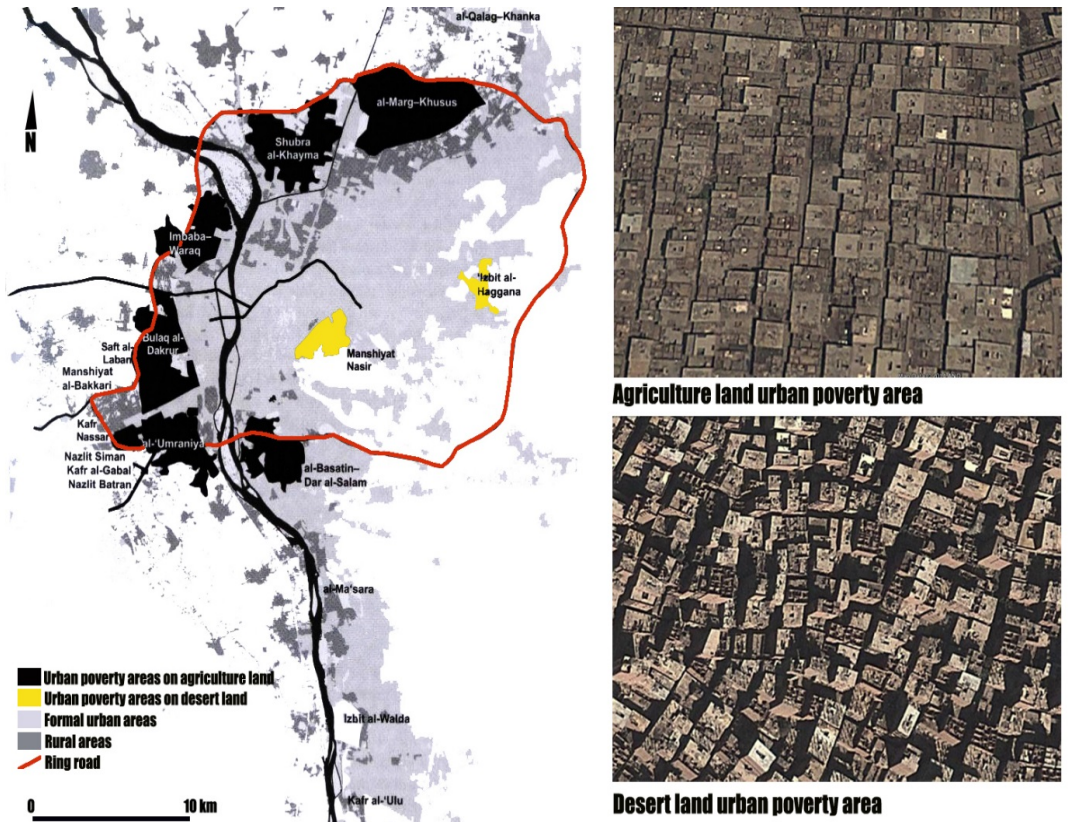 al-Qalag–Khanka
N
al-Marg–Khusus
Shubra
al-Khayma
Imbaba–
Waraq
'Izbit al-
Haggana
Bulaq al-
Dakrur
Saft al-
Laban
Manshiyat
Nasir
Manshiyat
al-Bakkari
Kafr
Nassar
al-'Umraniya
Nazlit Siman
Kafr al-Gabal
Nazlit Batran
al-Basatin–
Dar al-Salam
al-Ma'sara
Izbit al-Walda
Kafr al-'Ulu
Urban poverty areas on agriculture land
Urban poverty areas on desert land
Formal urban areas
Rural areas
Ring road
0 10 km
Agriculture land urban poverty area
Desert land urban poverty area